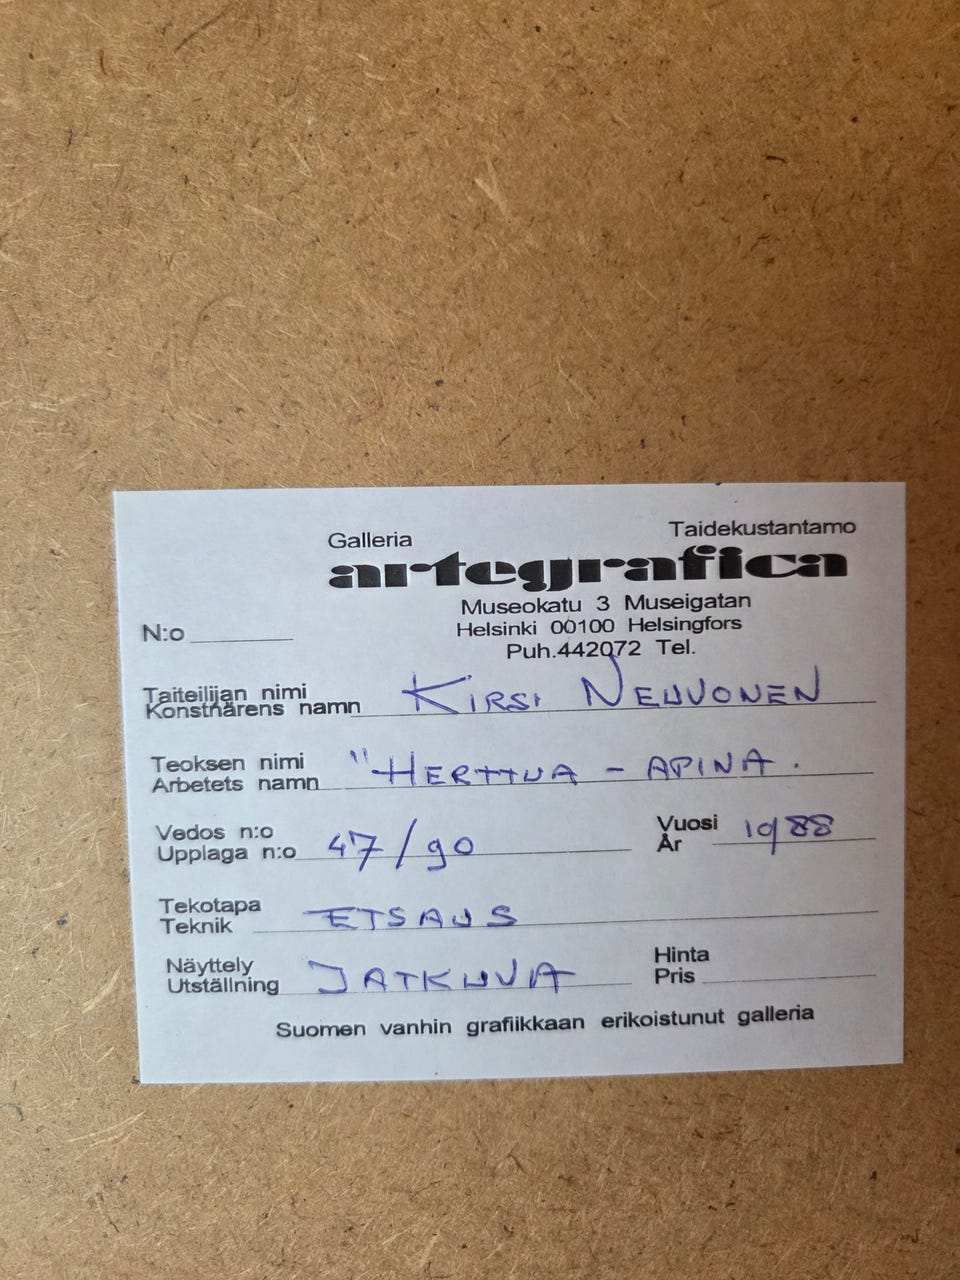 Galleria Taidekustantamo
artegrafica
Museokatu 3 Museigatan
Helsinki 00100 Helsingfors
Puh.442072 Tel.
N:o
Taiteilijan nimi
Konstnärens namn KIRSI NEUVONEN
Teoksen nimi
Arbetets namn "HERTTUA - APINA.
Vedos n:o
Upplaga n:o 47/90
Vuosi
År 1988
Tekotapa
Teknik ETSAUS
Näyttely
Utställning JATKUVA
Hinta
Pris
Suomen vanhin grafiikkaan erikoistunut galleria